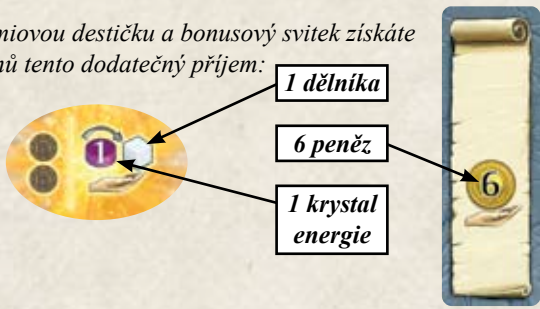 niovou destičku a bonusový svitek získáte
nů tento dodatečný příjem:
1 dělníka
6 peněz
1 krystal
energie
1
6